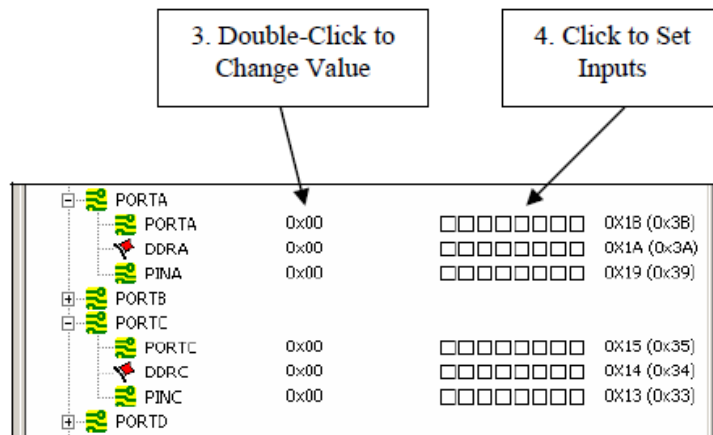 3. Double-Click to
Change Value
4. Click to Set
Inputs
PORTA
PORTA 0x00 0X1B (0x3B)
DDRA 0x00 0X1A (0x3A)
PINA 0x00 0X19 (0x39)
PORTB
PORTC
PORTC 0x00 0X15 (0x35)
DDRC 0x00 0X14 (0x34)
PINC 0x00 0X13 (0x33)
PORTD